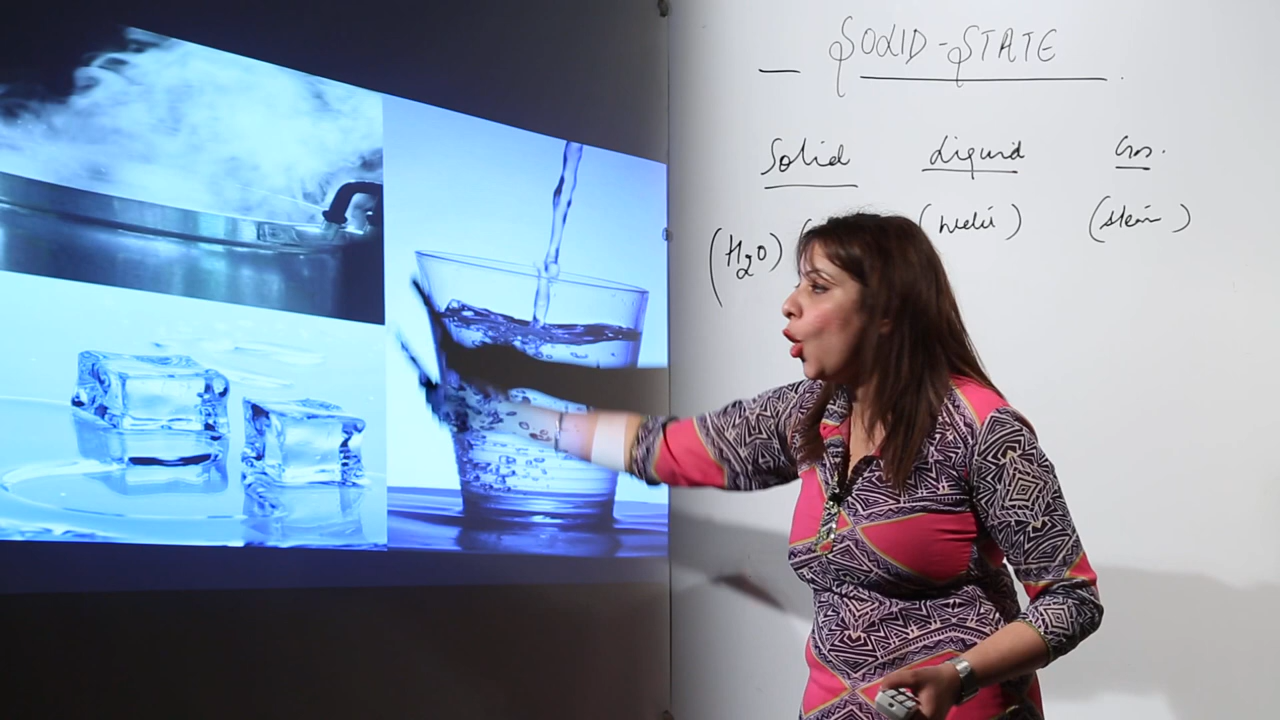 SOLID-STATE
Solid Liquid Gas.
(H₂O) ( (water) (steam)